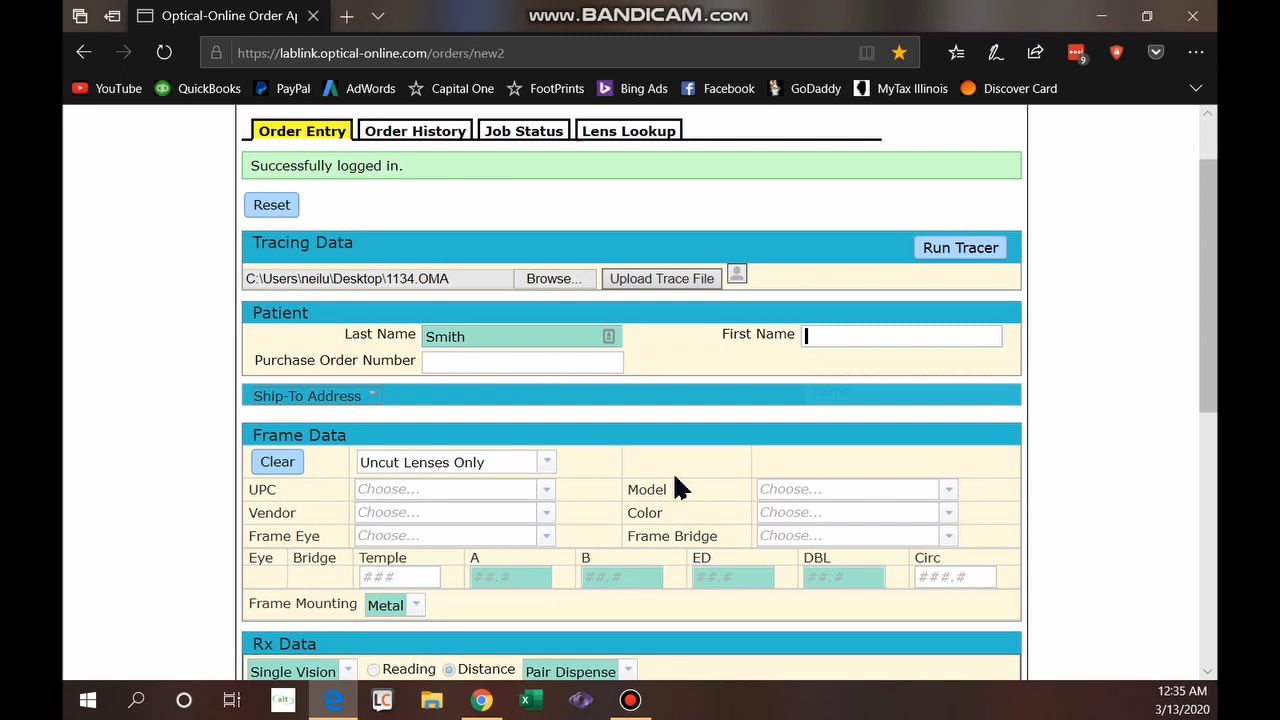 Optical-Online Order Ap
www.BANDICAM.com
https://lablink.optical-online.com/orders/new2
9
YouTube QuickBooks PayPal AdWords Capital One FootPrints Bing Ads Facebook GoDaddy MyTax Illinois Discover Card
Order Entry Order History Job Status Lens Lookup
Successfully logged in.
Reset
Tracing Data Run Tracer
C:\Users\neilu\Desktop\1134.OMA Browse... Upload Trace File
Patient
Last Name Smith First Name
Purchase Order Number
Ship-To Address
Frame Data
Clear Uncut Lenses Only
UPC Choose... Model Choose...
Vendor Choose... Color Choose...
Frame Eye Choose... Frame Bridge Choose...
Eye Bridge Temple A B ED DBL Circ
### ##.# ##.# ##.# ##.# ###.#
Frame Mounting Metal
Rx Data
Single Vision Reading Distance Pair Dispense
ait LC
12:35 AM
3/13/2020